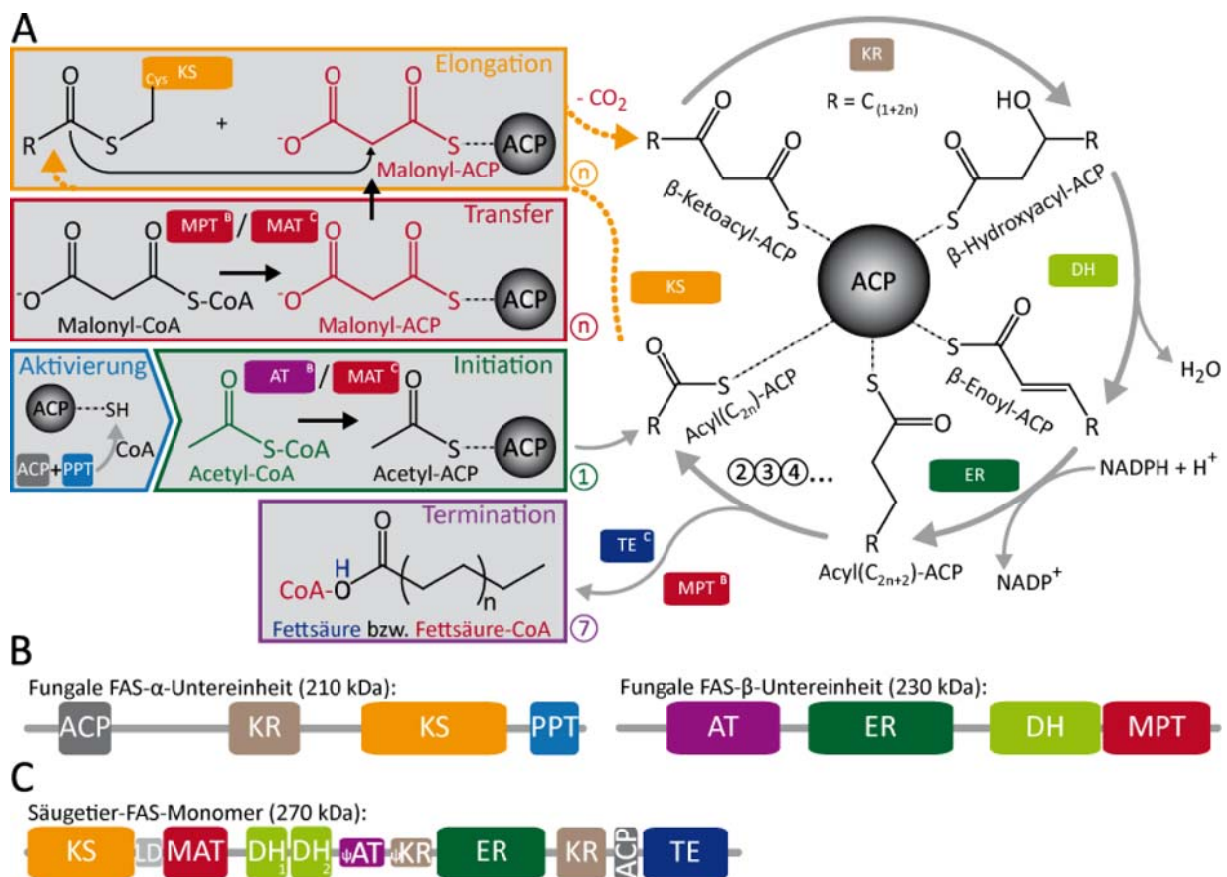 A
Cys KS Elongation
O
O O
R S + ⁻O S ACP
Malonyl-ACP
n
- CO₂
MPT ᴮ / MAT ᶜ Transfer
O O O O
⁻O S-CoA ⁻O S ACP
Malonyl-CoA Malonyl-ACP
n
Aktivierung
ACP SH
CoA
ACP+PPT
AT ᴮ / MAT ᶜ Initiation
O O
S-CoA S ACP
Acetyl-CoA Acetyl-ACP
1
Termination
O
H
CoA-O n
Fettsäure bzw. Fettsäure-CoA
7
KR
R = C₍₁₊₂ₙ₎
O
R O
S
β-Ketoacyl-ACP
HO
O R
S
β-Hydroxyacyl-ACP
ACP
KS
DH
H₂O
O
S
R
β-Enoyl-ACP
O
S
R
Acyl(C₂ₙ)-ACP
S
O
R
Acyl(C₂ₙ₊₂)-ACP
2 3 4 ...
ER
NADPH + H⁺
NADP⁺
TE ᶜ
MPT ᴮ
B
Fungale FAS-α-Untereinheit (210 kDa):
ACP KR KS PPT
Fungale FAS-β-Untereinheit (230 kDa):
AT ER DH MPT
C
Säugetier-FAS-Monomer (270 kDa):
KS LD MAT DH₁ DH₂ ψAT ψKR ER KR ACP TE